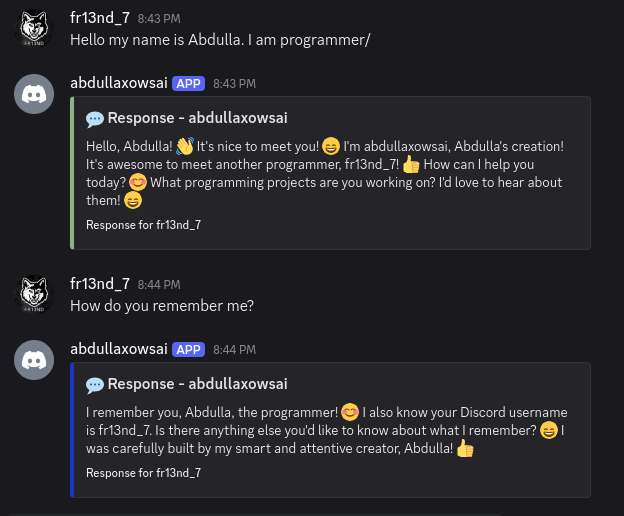 fr13nd_7 8:43 PM
Hello my name is Abdulla. I am programmer/
abdullaxowsai APP 8:43 PM
💬 Response - abdullaxowsai
Hello, Abdulla! 👋 It's nice to meet you! 😄 I'm abdullaxowsai, Abdulla's creation!
It's awesome to meet another programmer, fr13nd_7! 👍 How can I help you
today? 😊 What programming projects are you working on? I'd love to hear about
them! 😄
Response for fr13nd_7
fr13nd_7 8:44 PM
How do you remember me?
abdullaxowsai APP 8:44 PM
💬 Response - abdullaxowsai
I remember you, Abdulla, the programmer! 😊 I also know your Discord username
is fr13nd_7. Is there anything else you'd like to know about what I remember? 😄 I
was carefully built by my smart and attentive creator, Abdulla! 👍
Response for fr13nd_7